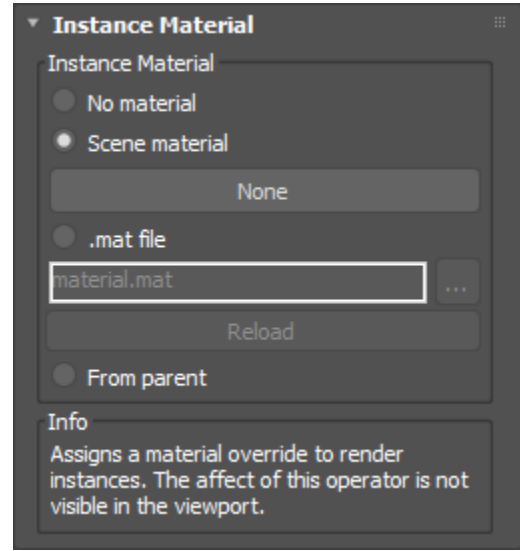 Instance Material
Instance Material
No material
Scene material
None
.mat file
material.mat
...
Reload
From parent
Info
Assigns a material override to render
instances. The affect of this operator is not
visible in the viewport.